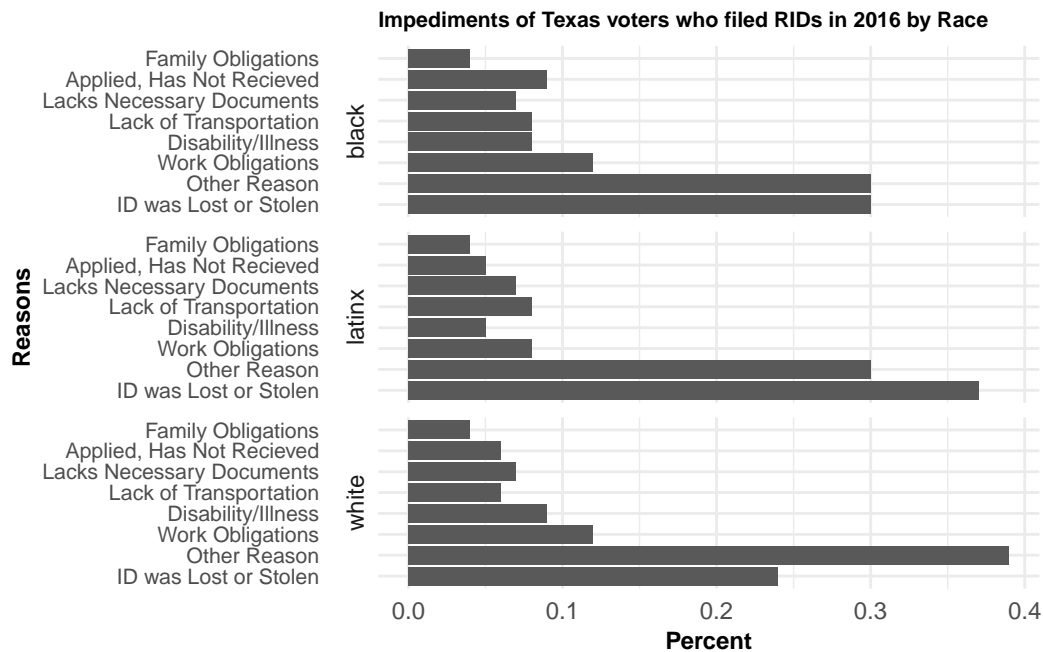 Impediments of Texas voters who filed RIDs in 2016 by Race
Reasons
Family Obligations
Applied, Has Not Recieved
Lacks Necessary Documents
Lack of Transportation
Disability/Illness
Work Obligations
Other Reason
ID was Lost or Stolen
black
Family Obligations
Applied, Has Not Recieved
Lacks Necessary Documents
Lack of Transportation
Disability/Illness
Work Obligations
Other Reason
ID was Lost or Stolen
latinx
Family Obligations
Applied, Has Not Recieved
Lacks Necessary Documents
Lack of Transportation
Disability/Illness
Work Obligations
Other Reason
ID was Lost or Stolen
white
0.0 0.1 0.2 0.3 0.4
Percent